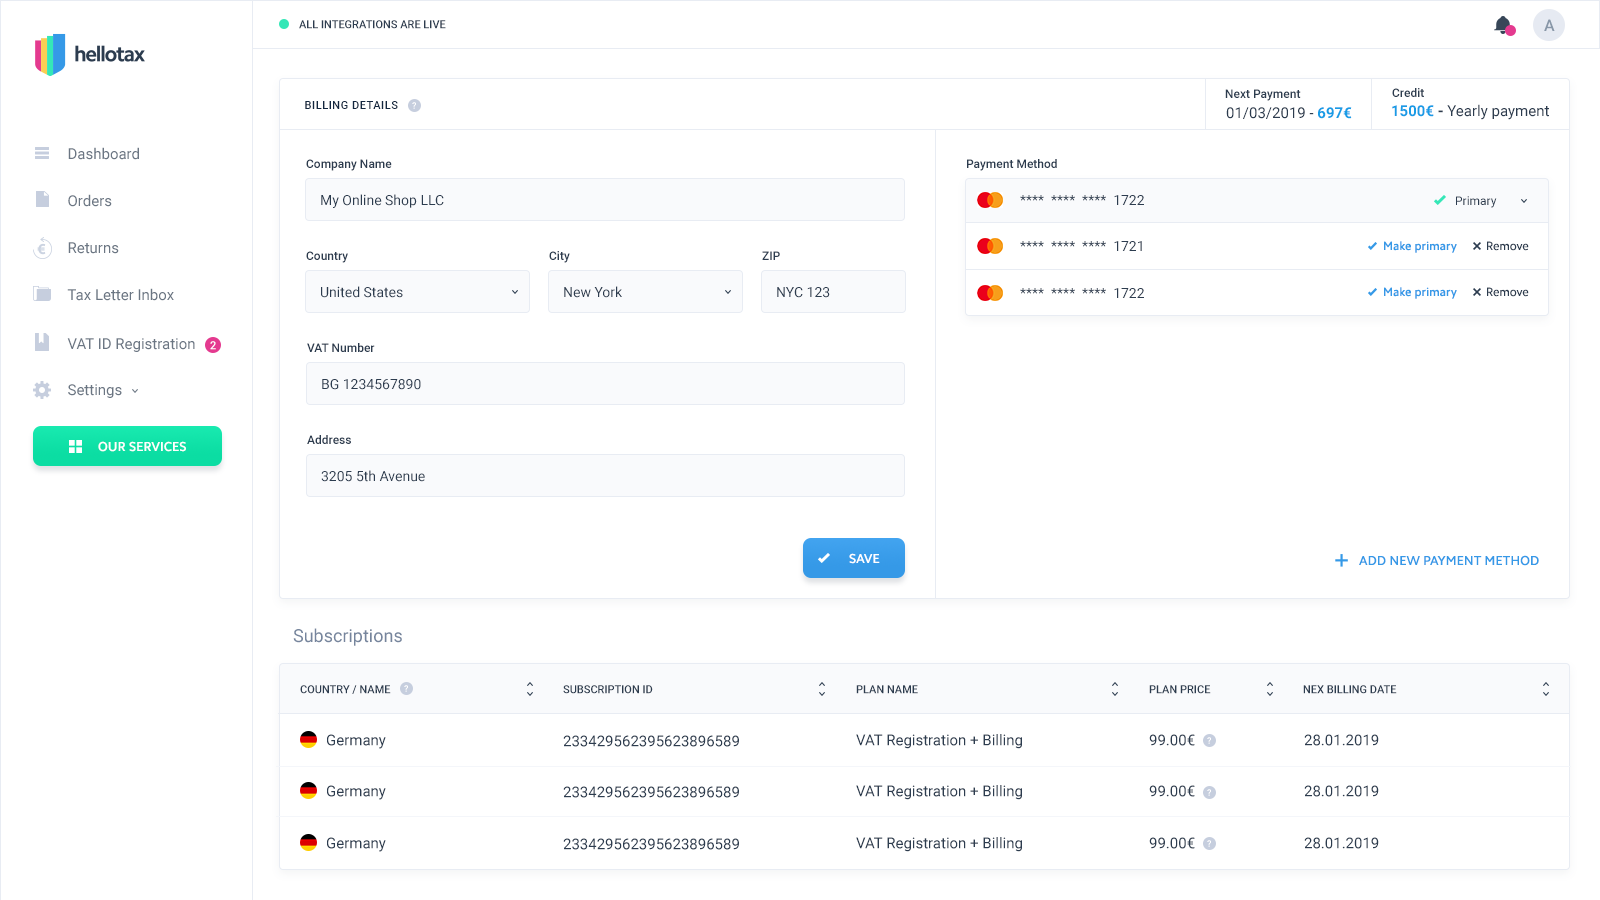 hellotax
ALL INTEGRATIONS ARE LIVE
A
Dashboard
Orders
Returns
Tax Letter Inbox
VAT ID Registration 2
Settings
OUR SERVICES
BILLING DETAILS ?
Next Payment
01/03/2019 - 697€
Credit
1500€ - Yearly payment
Company Name
My Online Shop LLC
Country City ZIP
United States New York NYC 123
VAT Number
BG 1234567890
Address
3205 5th Avenue
SAVE
Payment Method
**** **** **** 1722 Primary
**** **** **** 1721 Make primary Remove
**** **** **** 1722 Make primary Remove
ADD NEW PAYMENT METHOD
Subscriptions
COUNTRY / NAME ? SUBSCRIPTION ID PLAN NAME PLAN PRICE NEX BILLING DATE
Germany 233429562395623896589 VAT Registration + Billing 99.00€ ? 28.01.2019
Germany 233429562395623896589 VAT Registration + Billing 99.00€ ? 28.01.2019
Germany 233429562395623896589 VAT Registration + Billing 99.00€ ? 28.01.2019